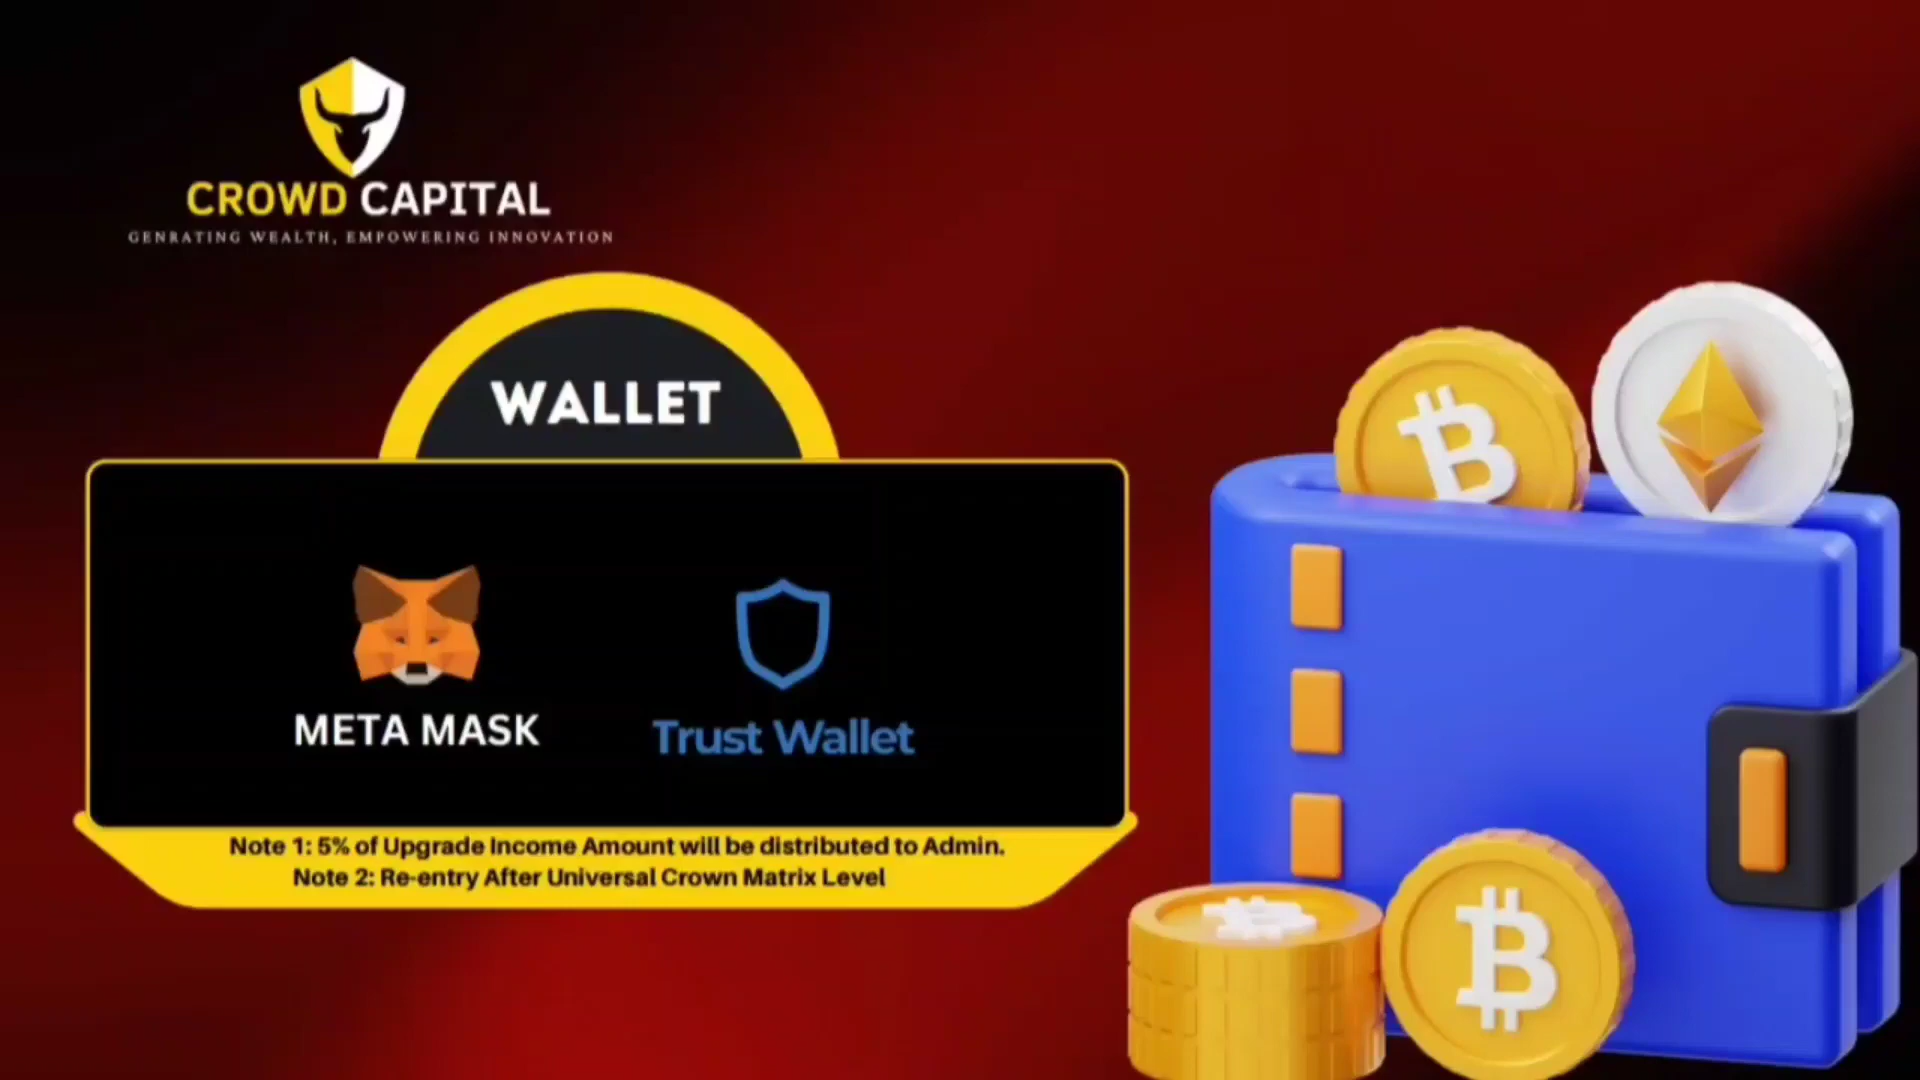 CROWD CAPITAL
GENRATING WEALTH, EMPOWERING INNOVATION
WALLET
META MASK
Trust Wallet
Note 1: 5% of Upgrade Income Amount will be distributed to Admin.
Note 2: Re-entry After Universal Crown Matrix Level